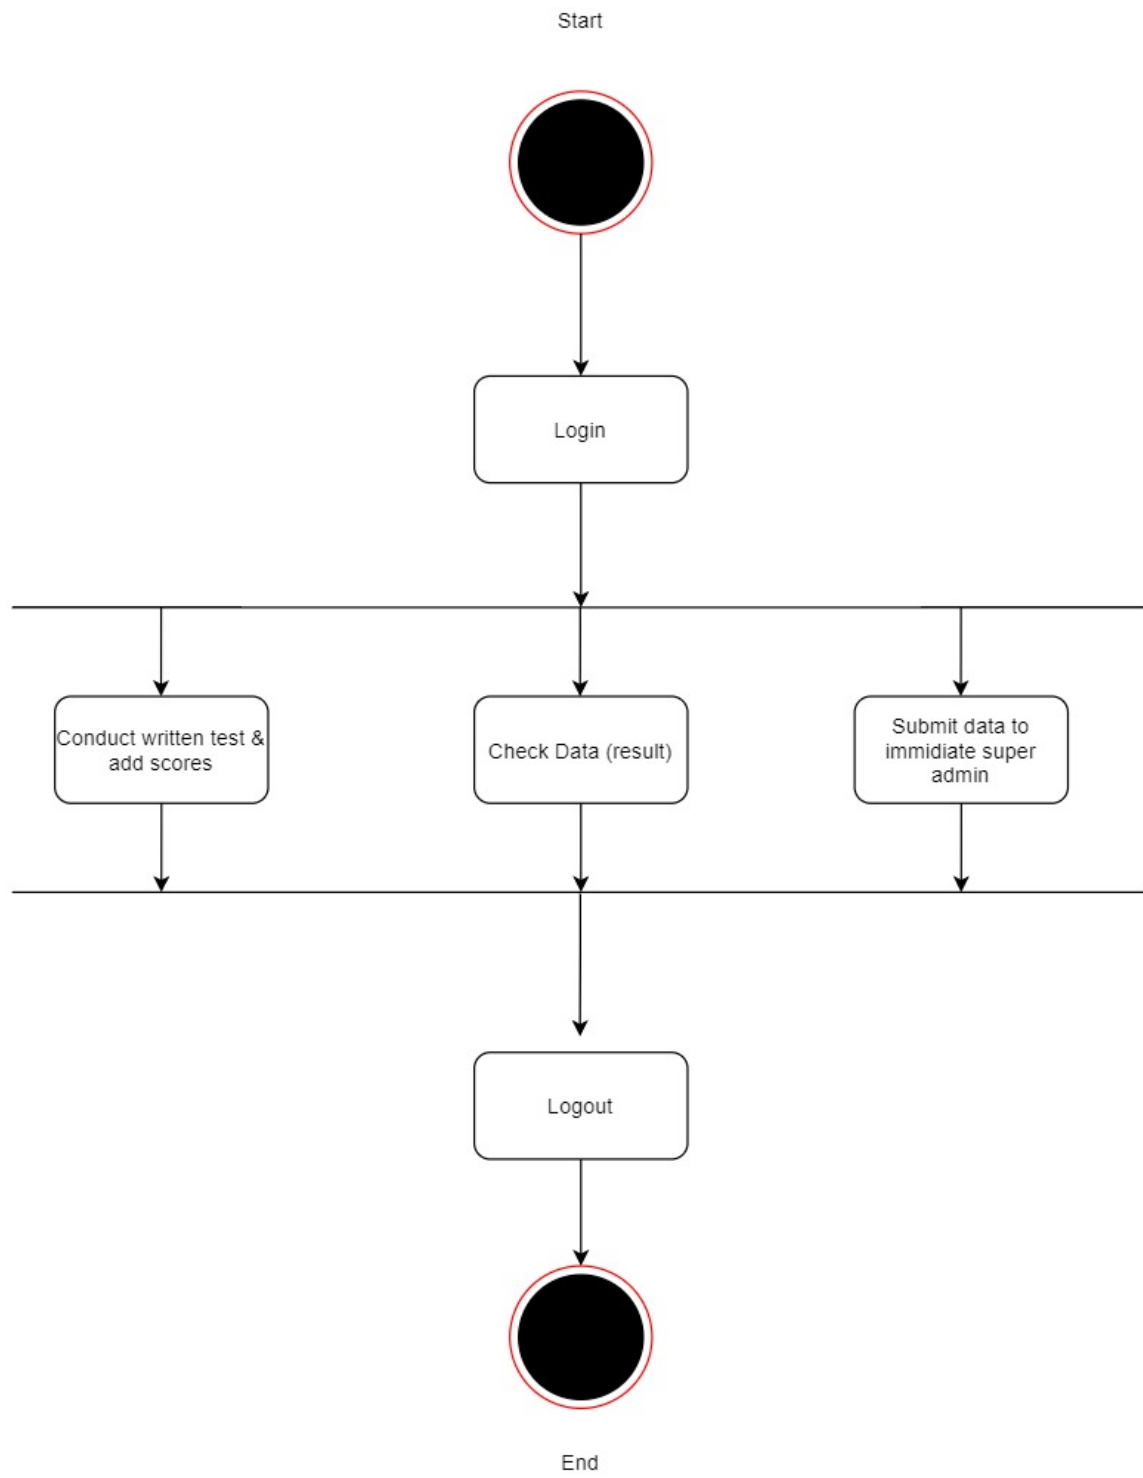 Start
Login
Conduct written test &
add scores
Check Data (result)
Submit data to
immidiate super
admin
Logout
End